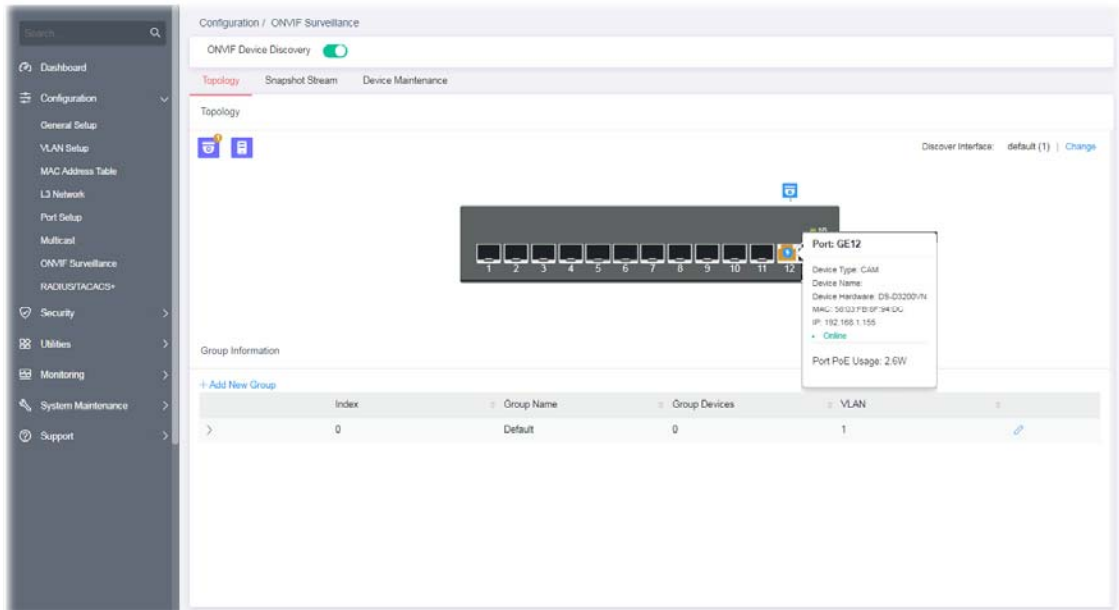 Search
Dashboard
Configuration
General Setup
VLAN Setup
MAC Address Table
L3 Network
Port Setup
Multicast
ONVIF Surveillance
RADIUS/TACACS+
Security
Utilities
Monitoring
System Maintenance
Support
Configuration / ONVIF Surveillance
ONVIF Device Discovery
Topology Snapshot Stream Device Maintenance
Topology
Discover Interface: default (1) | Change
1 2 3 4 5 6 7 8 9 10 11 12
Port: GE12
Device Type: CAM
Device Name:
Device Hardware: DS-D3200VN
IP: 192.168.1.155
Online
Port PoE Usage: 2.6W
Group Information
+ Add New Group
Index Group Name Group Devices VLAN
0 Default 0 1